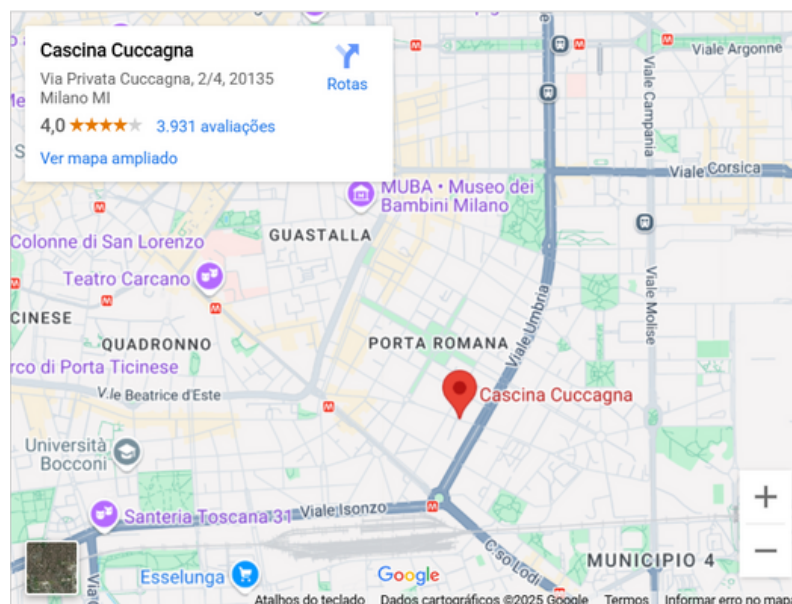 Cascina Cuccagna
Via Privata Cuccagna, 2/4, 20135
Milano MI
Rotas
4,0
3.931 avaliações
Ver mapa ampliado
Viale Argonne
Viale Campania
Viale Corsica
MUBA • Museo dei
Bambini Milano
GUASTALLA
Colonne di San Lorenzo
Teatro Carcano
CINESE
QUADRONNO
PORTA ROMANA
Viale Umbria
Viale Molise
rco di Porta Ticinese
V.le Beatrice d'Este
Cascina Cuccagna
Università
Bocconi
Santeria Toscana 31
Viale Isonzo
C.so Lodi
MUNICIPIO 4
Esselunga
Google
Atalhos do teclado
Dados cartográficos ©2025 Google
Termos
Informar erro no mapa